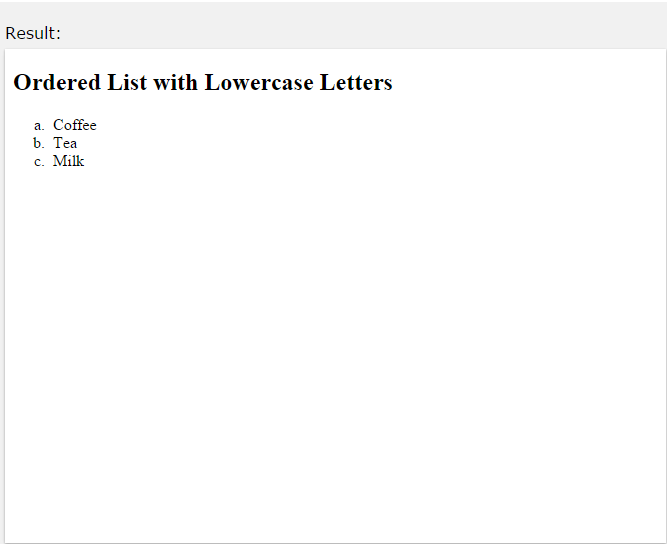 Result:
Ordered List with Lowercase Letters
a. Coffee
b. Tea
c. Milk